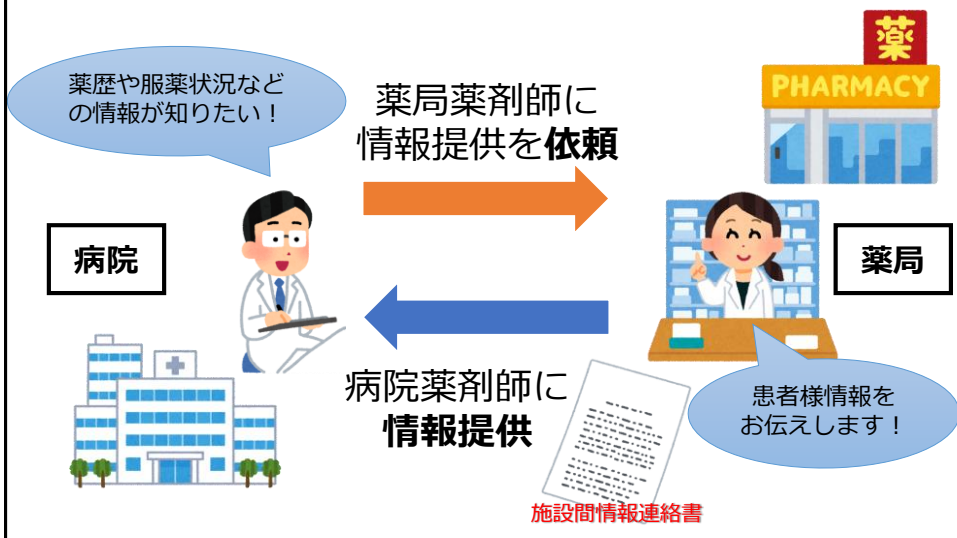 薬
PHARMACY
薬歴や服薬状況など
の情報が知りたい！
薬局薬剤師に
情報提供を依頼
病院
薬局
病院薬剤師に
情報提供
患者様情報を
お伝えします！
施設間情報連絡書